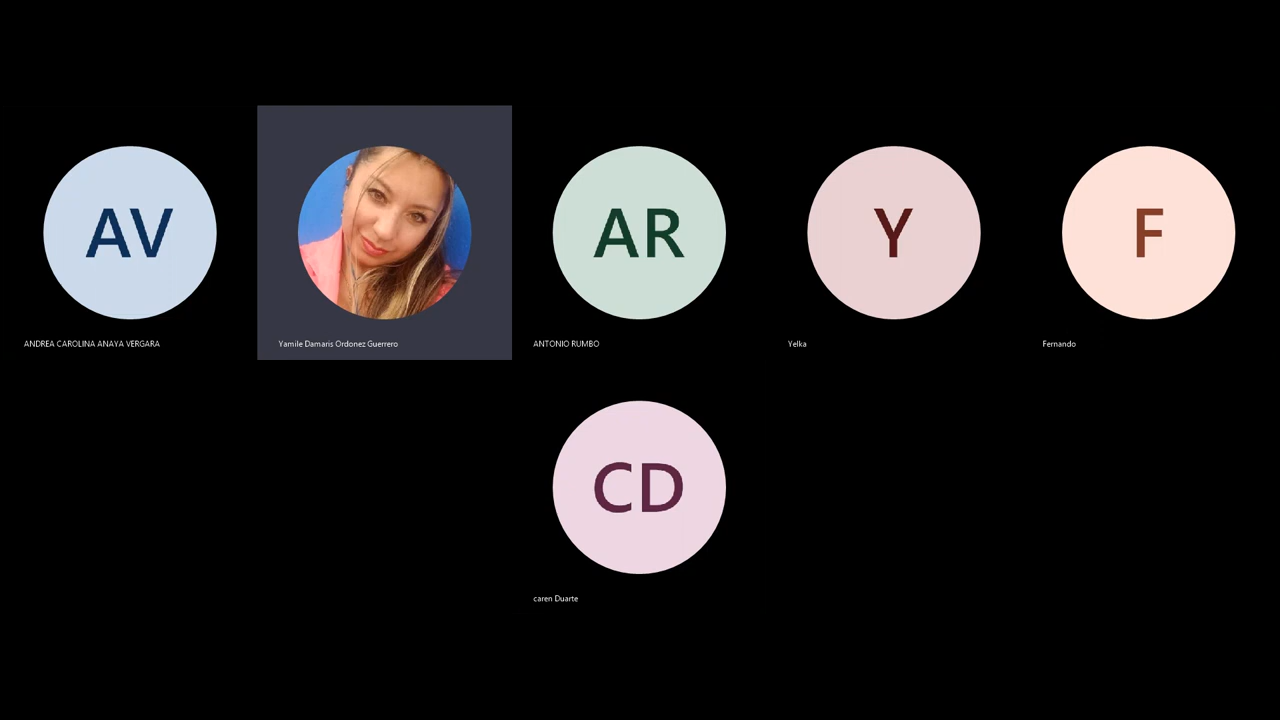 AV
AR
Y
F
ANDREA CAROLINA ANAYA VERGARA
Yamile Damaris Ordonez Guerrero
ANTONIO RUMBO
Yelka
Fernando
CD
caren Duarte